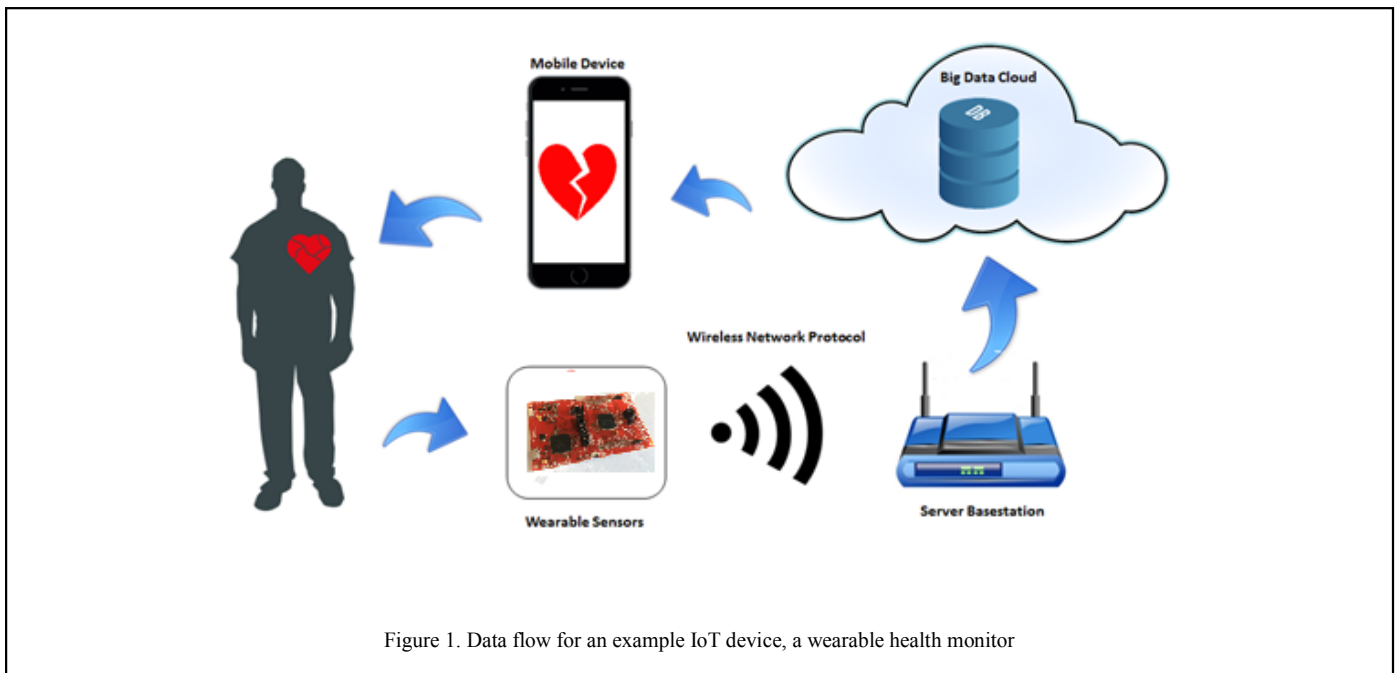 Mobile Device
Big Data Cloud
Wireless Network Protocol
Wearable Sensors
Server Basestation
Figure 1. Data flow for an example IoT device, a wearable health monitor